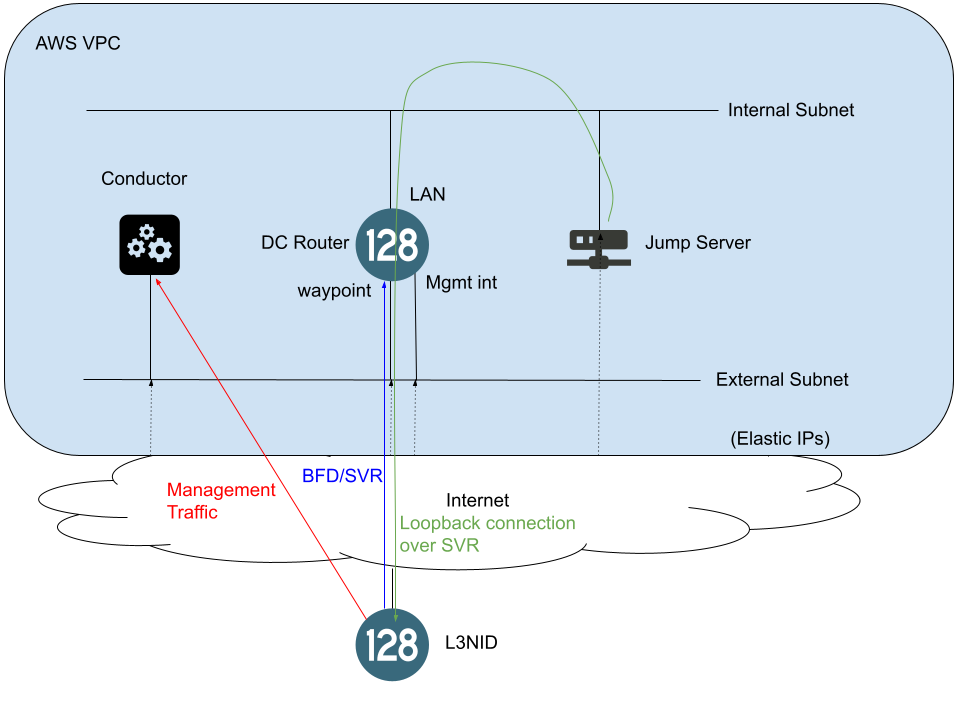 AWS VPC
Internal Subnet
Conductor
LAN
DC Router
128
Jump Server
waypoint
Mgmt int
External Subnet
(Elastic IPs)
BFD/SVR
Management
Traffic
Internet
Loopback connection
over SVR
128
L3NID